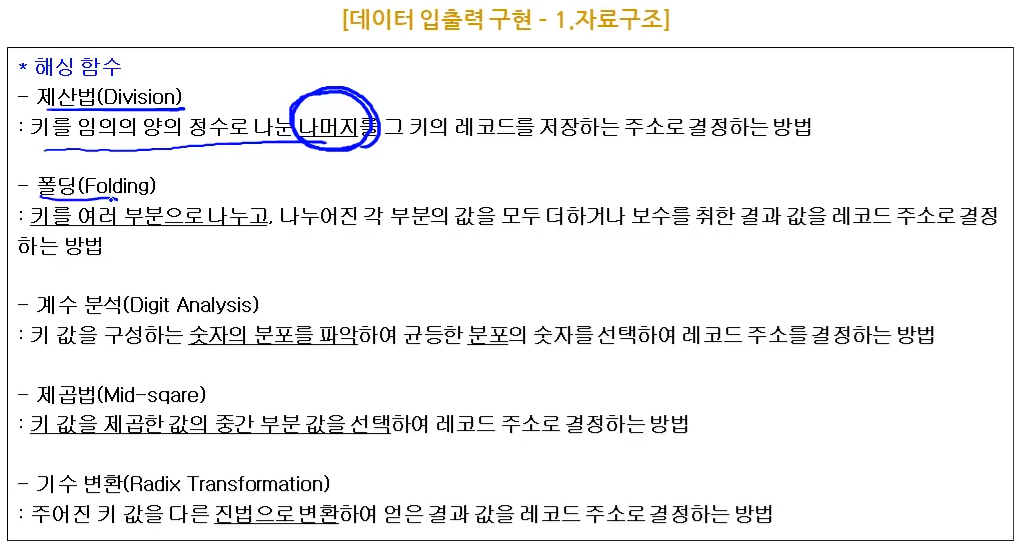 [데이터 입출력 구현 - 1.자료구조]
* 해싱 함수
- 제산법(Division)
: 키를 임의의 양의 정수로 나눈 나머지를 그 키의 레코드를 저장하는 주소로 결정하는 방법
- 폴딩(Folding)
: 키를 여러 부분으로 나누고, 나누어진 각 부분의 값을 모두 더하거나 보수를 취한 결과 값을 레코드 주소로 결정
하는 방법
- 계수 분석(Digit Analysis)
: 키 값을 구성하는 숫자의 분포를 파악하여 균등한 분포의 숫자를 선택하여 레코드 주소를 결정하는 방법
- 제곱법(Mid-sqare)
: 키 값을 제곱한 값의 중간 부분 값을 선택하여 레코드 주소로 결정하는 방법
- 기수 변환(Radix Transformation)
: 주어진 키 값을 다른 진법으로 변환하여 얻은 결과 값을 레코드 주소로 결정하는 방법